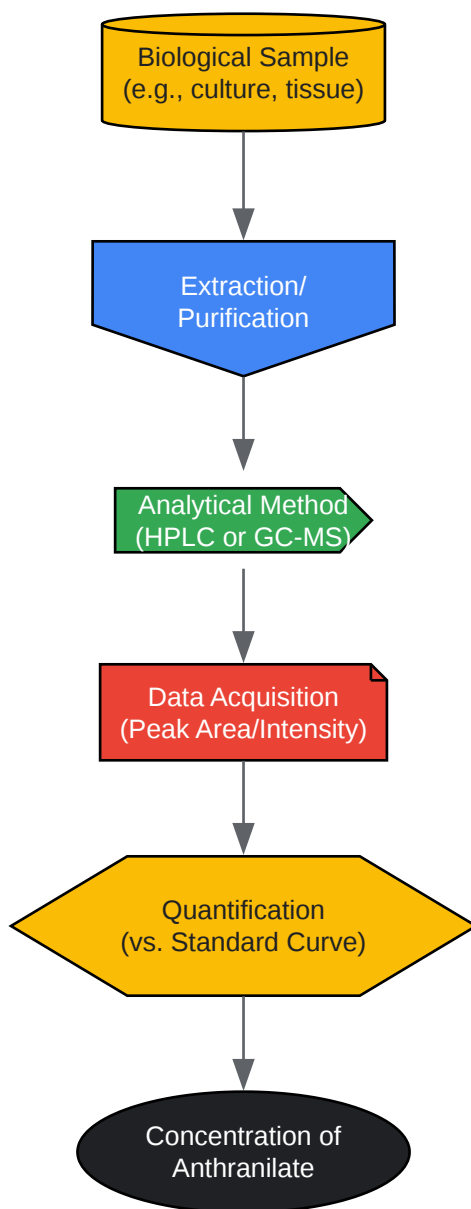 Biological Sample
(e.g., culture, tissue)
Extraction/
Purification
Analytical Method
(HPLC or GC-MS)
Data Acquisition
(Peak Area/Intensity)
Quantification
(vs. Standard Curve)
Concentration of
Anthranilate